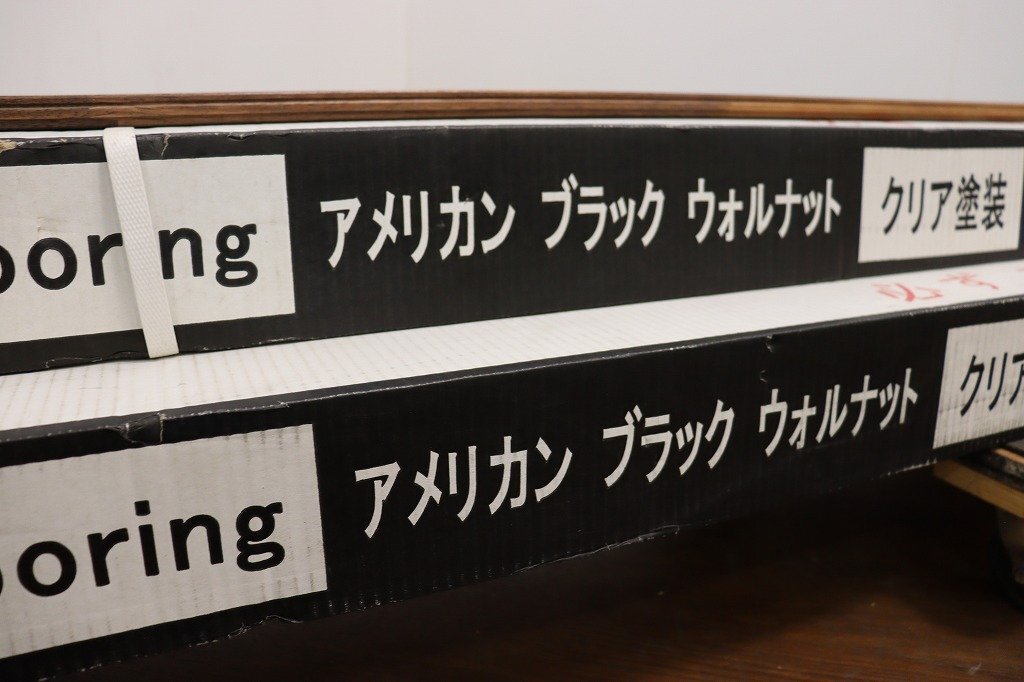 ooring アメリカン ブラック ウォルナット クリア塗装
ooring アメリカン ブラック ウォルナット クリア